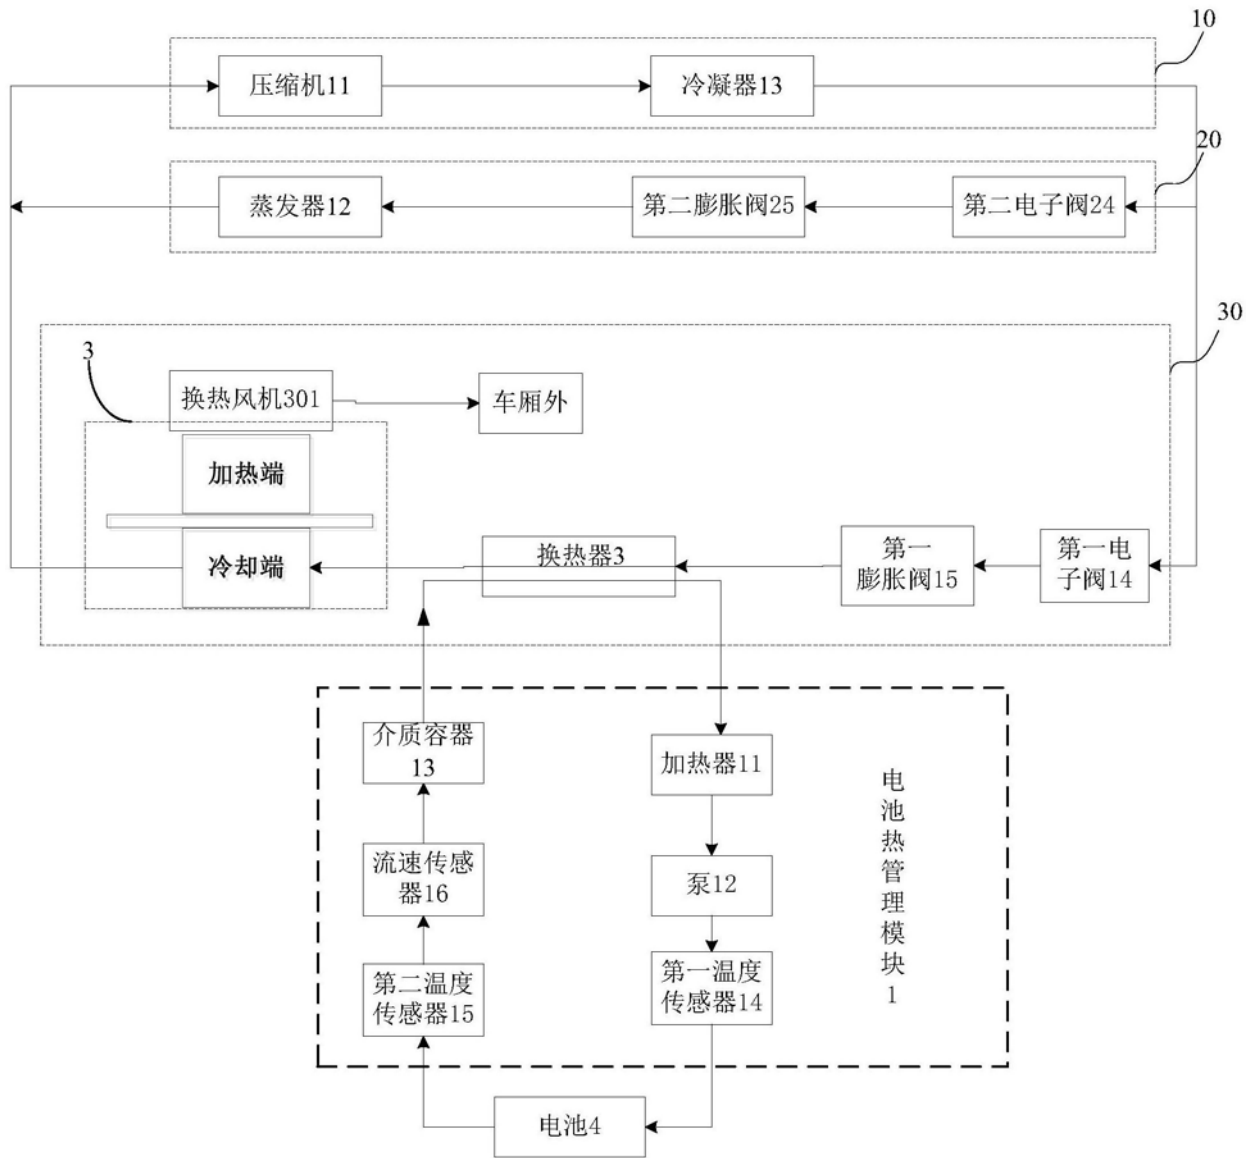 10
压缩机11
冷凝器13
20
蒸发器12
第二膨胀阀25
第二电子阀24
30
3
换热风机301
车厢外
加热端
冷却端
换热器3
第一
膨胀阀15
第一电
子阀14
介质容器
13
加热器11
流速传感
器16
泵12
第二温度
传感器15
第一温度
传感器14
电池热管理模块1
电池4